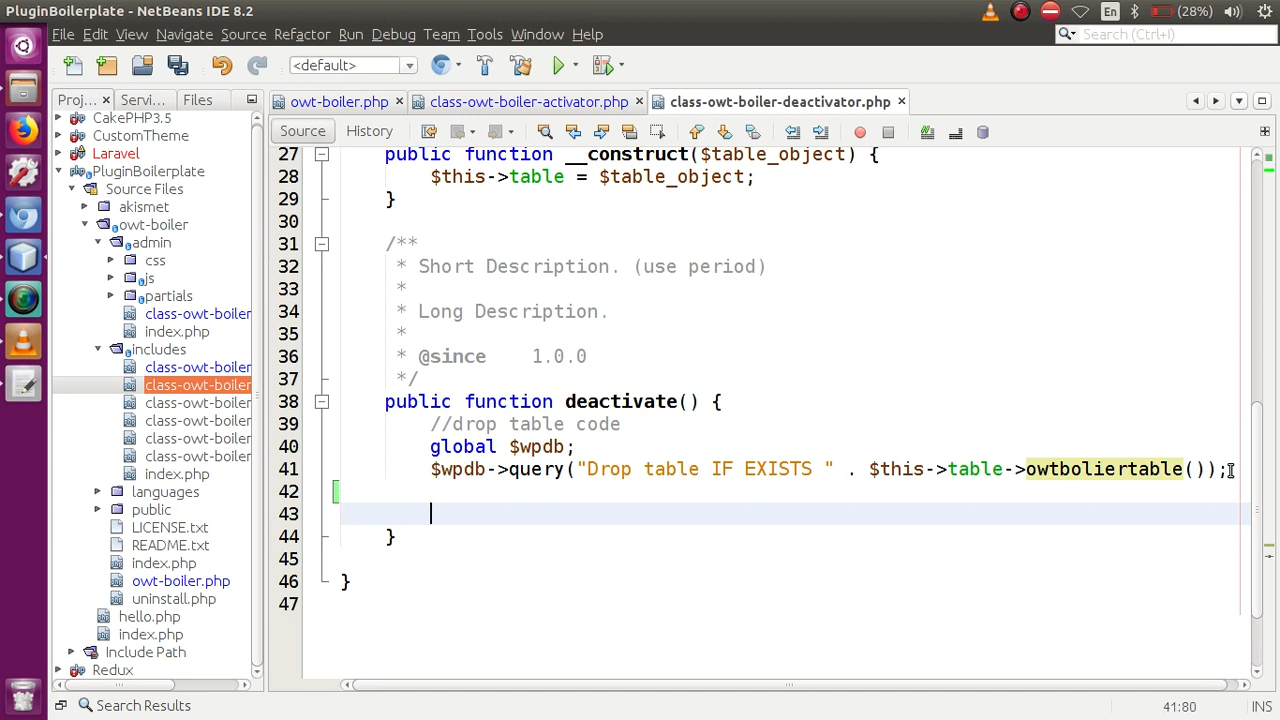 PluginBoilerplate - NetBeans IDE 8.2
En
(28%)
File Edit View Navigate Source Refactor Run Debug Team Tools Window Help
Search (Ctrl+I)
<default>
Proj...
Servi...
Files
owt-boiler.php
class-owt-boiler-activator.php
class-owt-boiler-deactivator.php
Source
History
CakePHP3.5
CustomTheme
Laravel
PluginBoilerplate
Source Files
akismet
owt-boiler
admin
css
js
partials
class-owt-boiler
index.php
includes
class-owt-boiler
class-owt-boiler
class-owt-boiler
class-owt-boiler
class-owt-boiler
class-owt-boiler
index.php
languages
public
LICENSE.txt
README.txt
index.php
owt-boiler.php
uninstall.php
hello.php
index.php
Include Path
Redux
27 public function __construct($table_object) {
28 $this->table = $table_object;
29 }
30
31 /**
32 * Short Description. (use period)
33 *
34 * Long Description.
35 *
36 * @since 1.0.0
37 */
38 public function deactivate() {
39 //drop table code
40 global $wpdb;
41 $wpdb->query("Drop table IF EXISTS " . $this->table->owtboliertable());
42
43
44 }
45
46 }
47
Search Results
41:80
INS